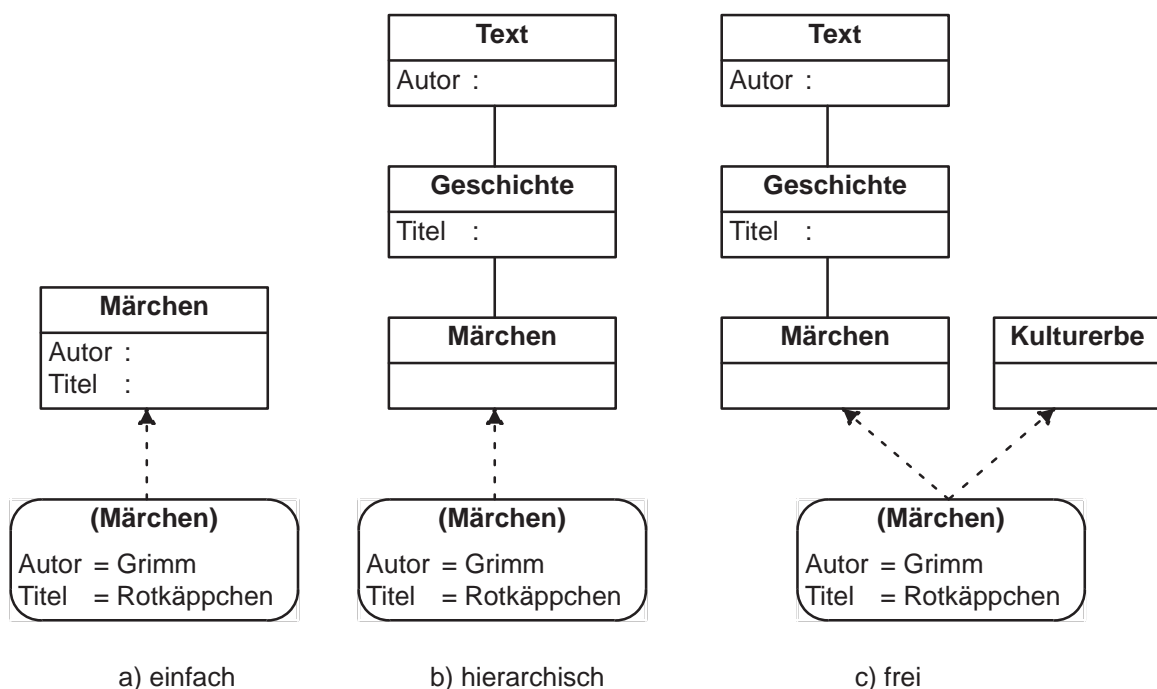 Text
Autor :
Geschichte
Titel :
Märchen
(Märchen)
Autor = Grimm
Titel = Rotkäppchen
b) hierarchisch
Märchen
Autor :
Titel :
(Märchen)
Autor = Grimm
Titel = Rotkäppchen
a) einfach
Text
Autor :
Geschichte
Titel :
Märchen
Kulturerbe
(Märchen)
Autor = Grimm
Titel = Rotkäppchen
c) frei